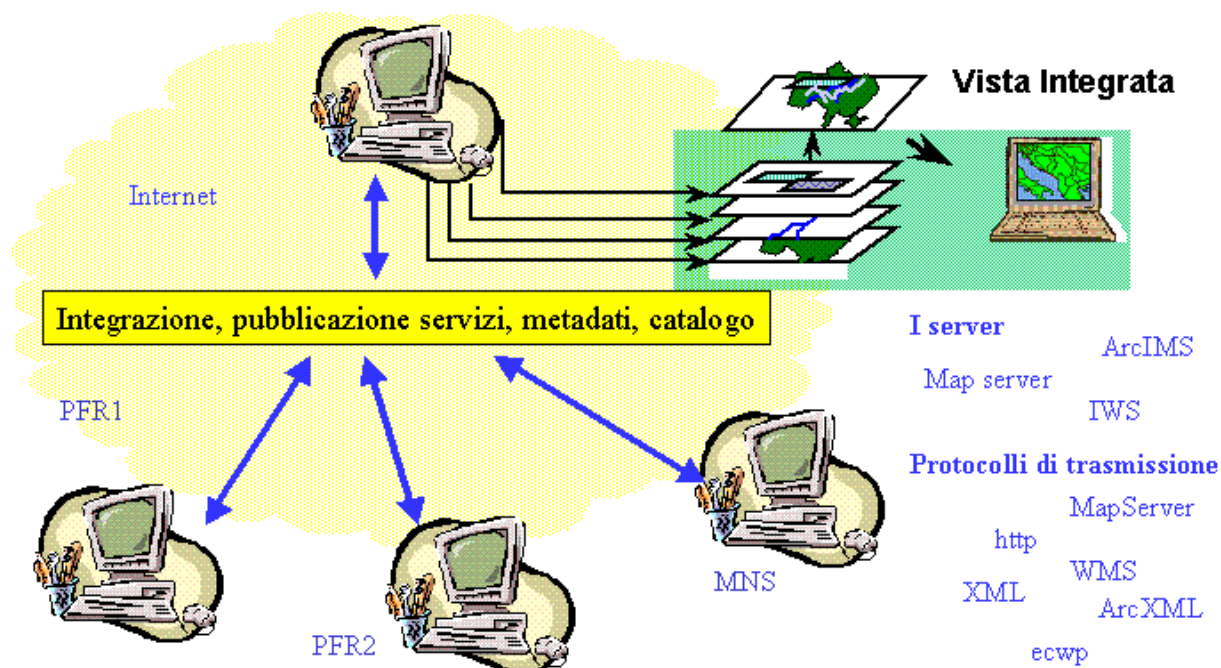 Vista Integrata
Internet
Integrazione, pubblicazione servizi, metadati, catalogo
I server
ArcIMS
Map server
IWS
PFR1
Protocolli di trasmissione
MapServer
http
WMS
MNS
XML
ArcXML
PFR2
ecwp